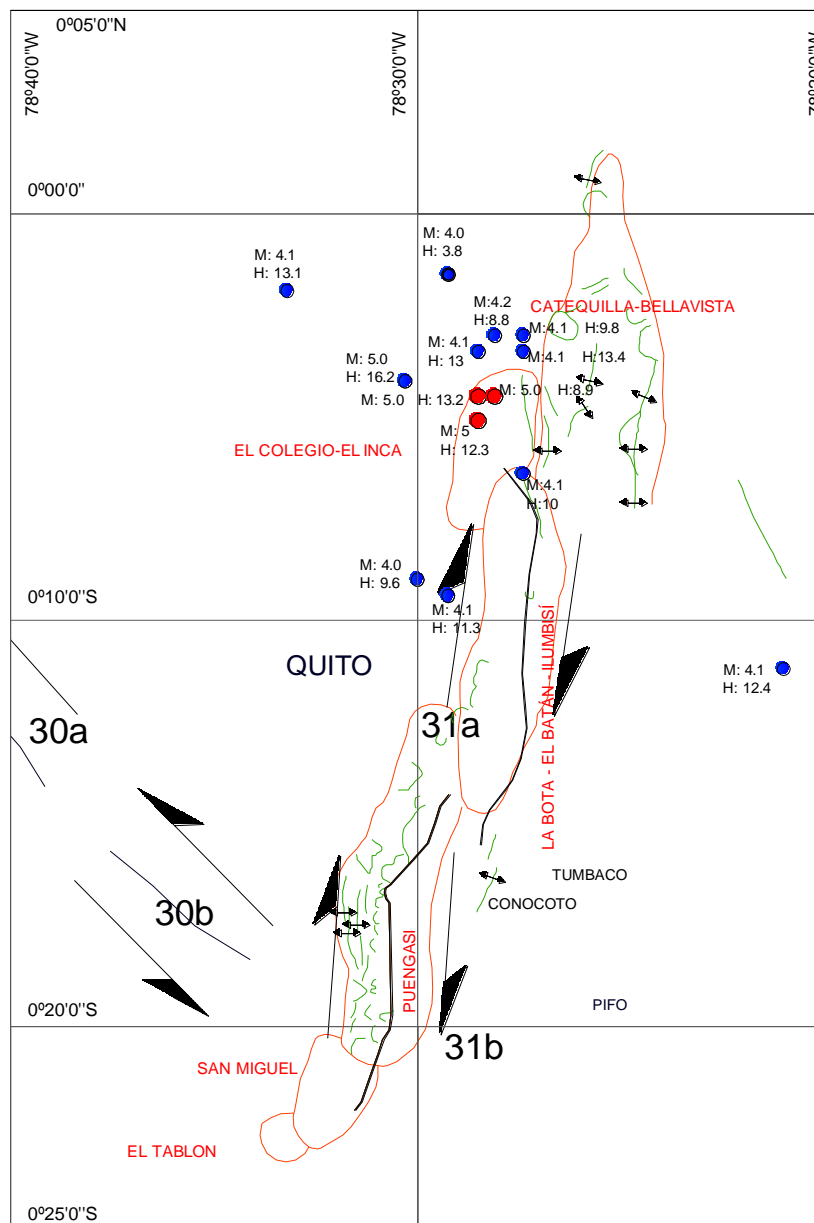 0º05'0''N
78º40'0''W
78º30'0''W
78º20'0''W
0º00'0''
M: 4.0
H: 3.8
M: 4.1
H: 13.1
M:4.2
H:8.8
CATEQUILLA-BELLAVISTA
M:4.1 H:9.8
M: 4.1
H: 13
M:4.1 H:13.4
M: 5.0
H: 16.2
M: 5.0 H:8.9
M: 5.0 H: 13.2
M: 5
H: 12.3
EL COLEGIO-EL INCA
M:4.1
H:10
M: 4.0
H: 9.6
M: 4.1
H: 11.3
0º10'0''S
QUITO
LA BOTA - EL BATÁN - ILUMBISÍ
M: 4.1
H: 12.4
30a
31a
TUMBACO
CONOCOTO
30b
PUENGASI
PIFO
0º20'0''S
31b
SAN MIGUEL
EL TABLON
0º25'0''S